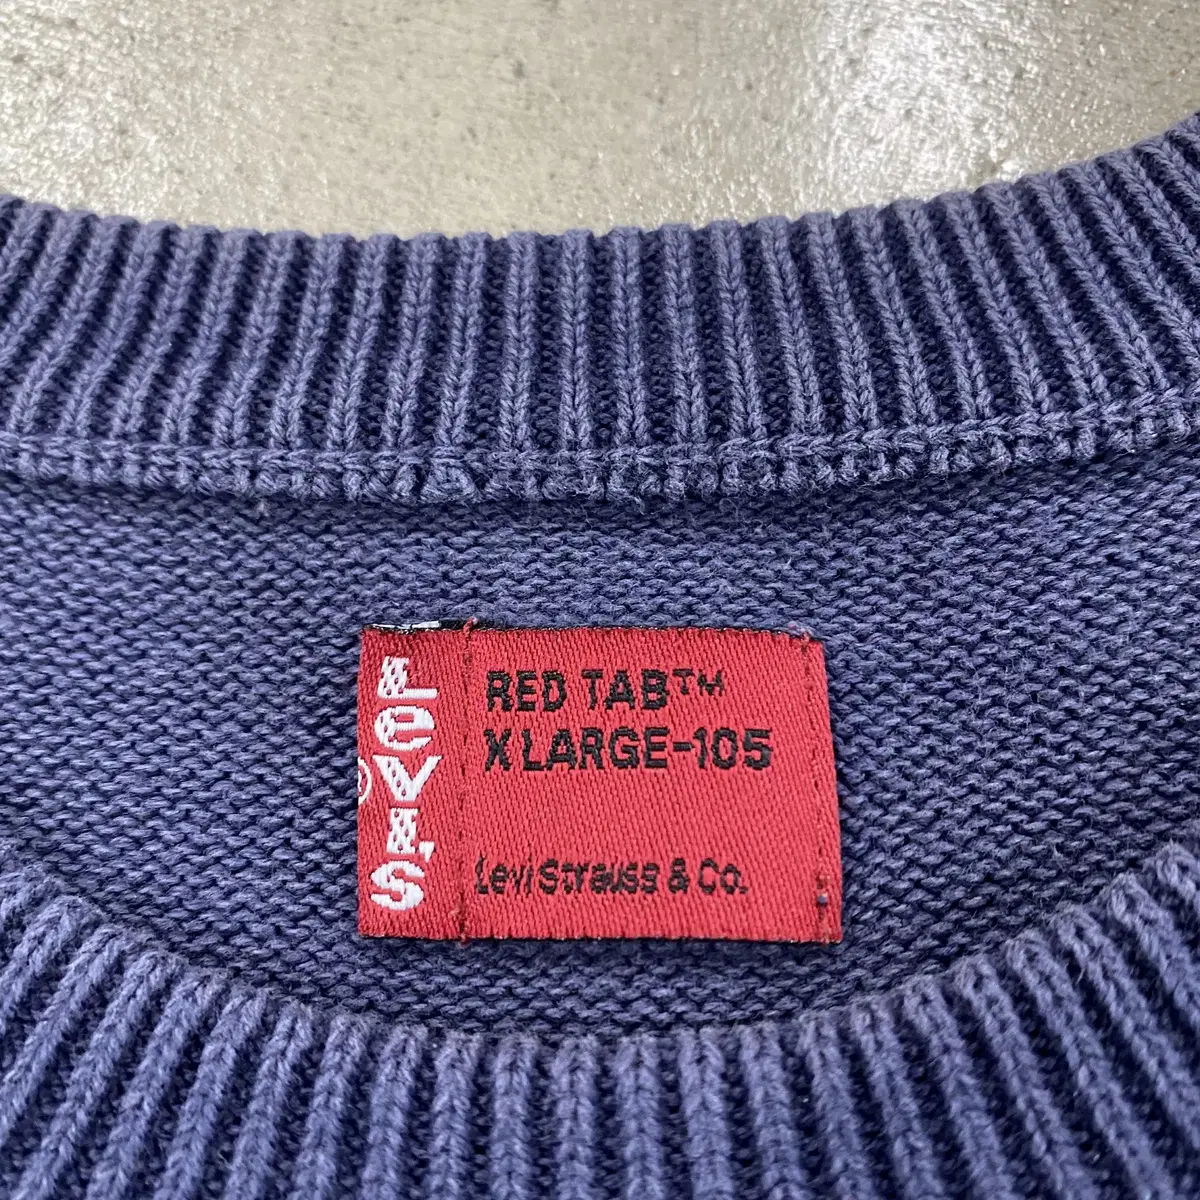 Levi's
®
RED TAB™
X LARGE-105
Levi Strauss & Co.